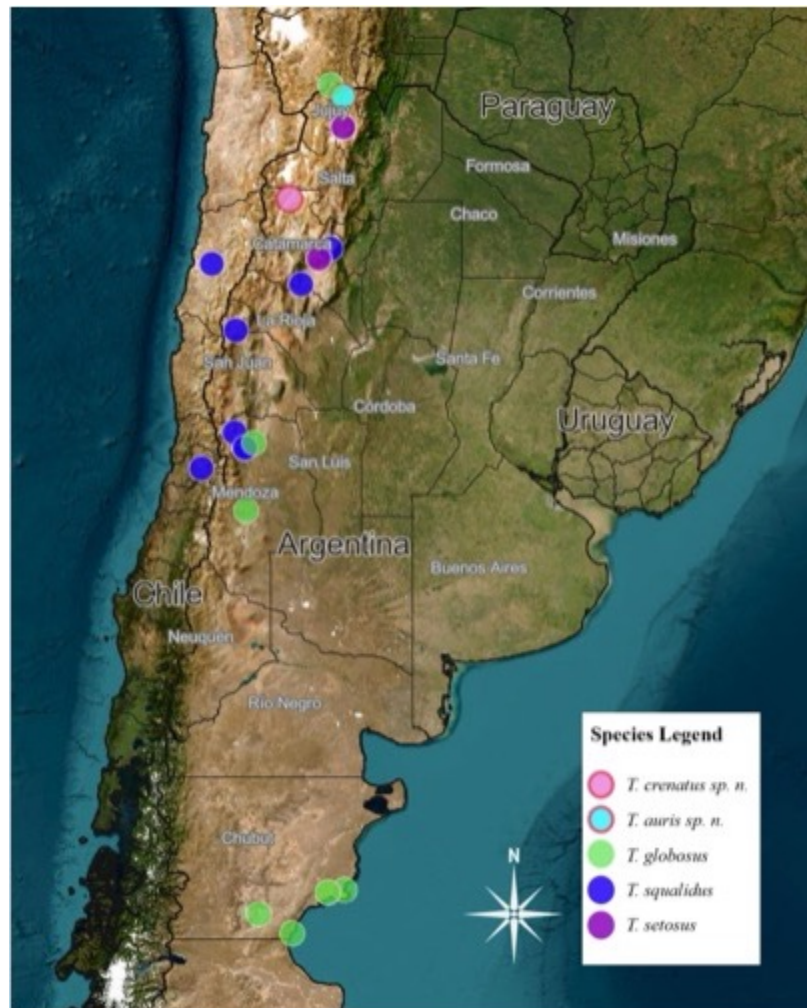 Paraguay
Jujuy
Formosa
Salta
Chaco
Misiones
Catamarca
Corrientes
La Rioja
San Juan
Santa Fe
Córdoba
Uruguay
San Lúis
Mendoza
Argentina
Buenos Aires
Chile
Neuquén
Río Negro
Chubut
Species Legend
T. crenatus sp. n.
T. auris sp. n.
T. globosus
T. squalidus
T. setosus
N